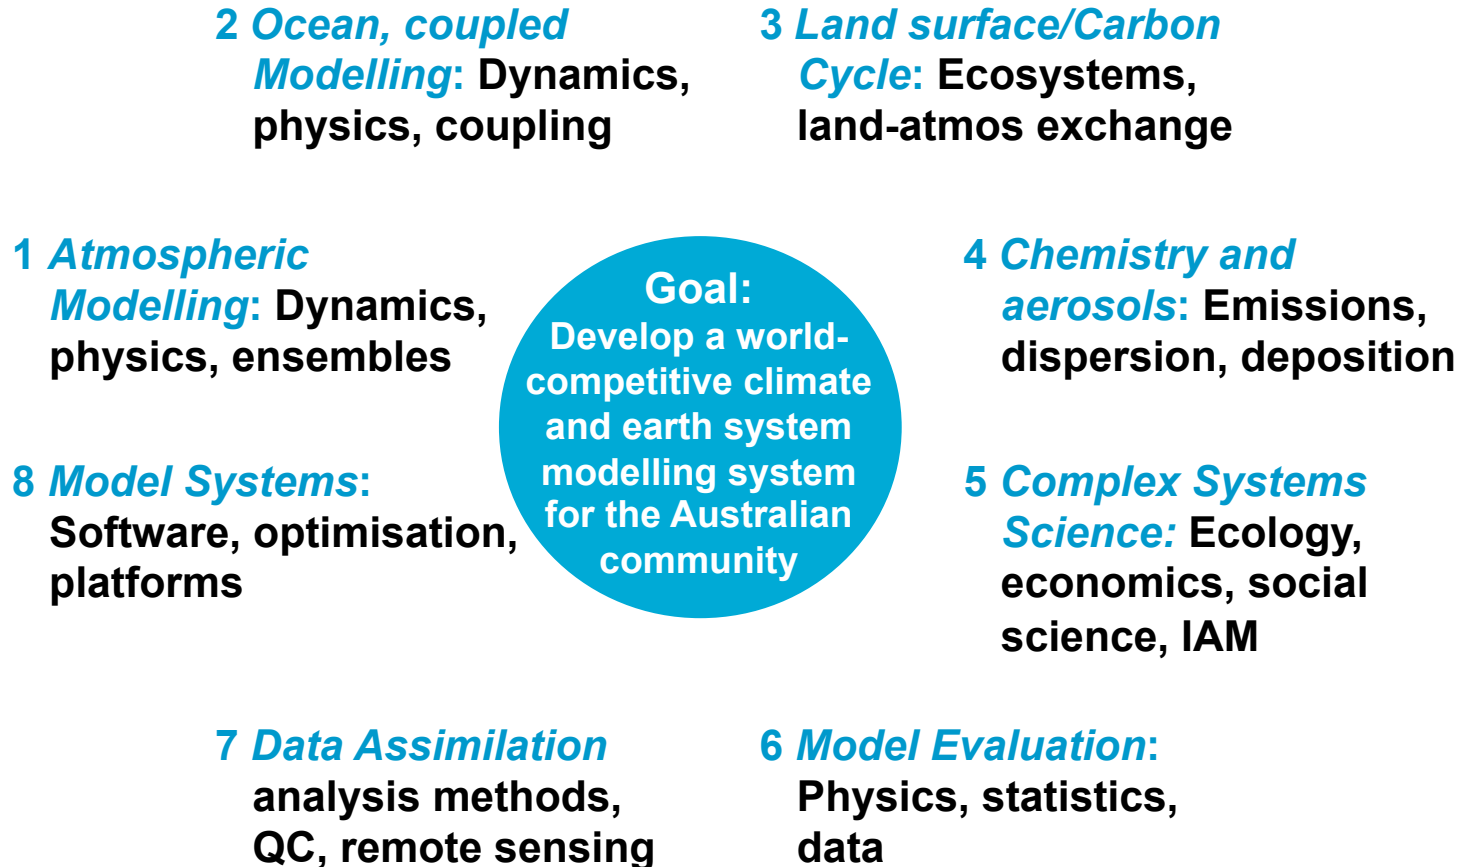 2 Ocean, coupled
Modelling: Dynamics,
physics, coupling
3 Land surface/Carbon
Cycle: Ecosystems,
land-atmos exchange
1 Atmospheric
Modelling: Dynamics,
physics, ensembles
Goal:
Develop a world-
competitive climate
and earth system
modelling system
for the Australian
community
4 Chemistry and
aerosols: Emissions,
dispersion, deposition
8 Model Systems:
Software, optimisation,
platforms
5 Complex Systems
Science: Ecology,
economics, social
science, IAM
7 Data Assimilation
analysis methods,
QC, remote sensing
6 Model Evaluation:
Physics, statistics,
data